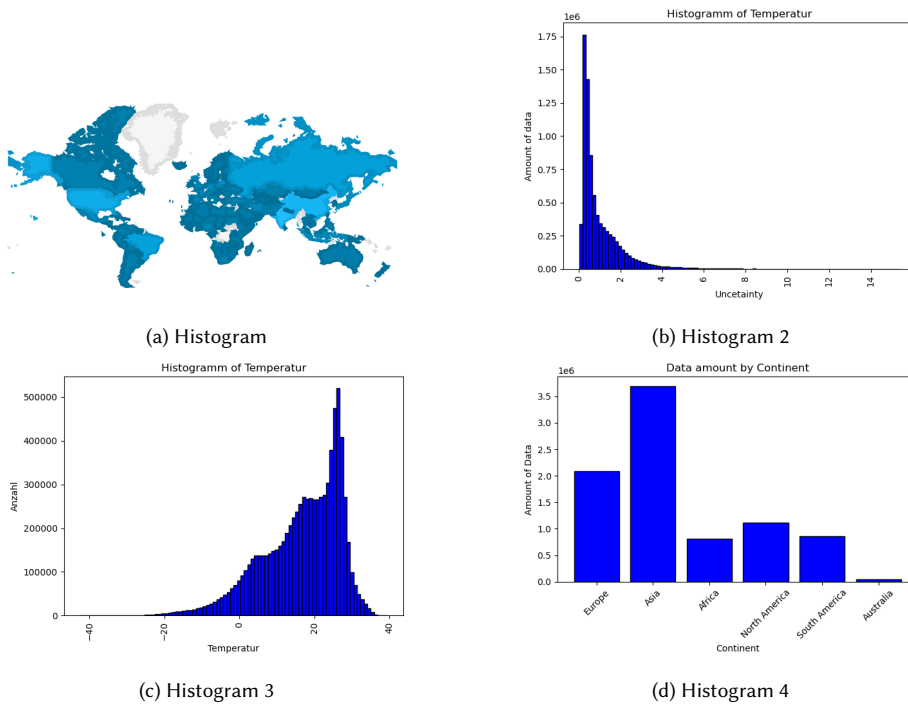 (a) Histogram
Histogramm of Temperatur
1e6
1.75
1.50
1.25
1.00
0.75
0.50
0.25
0.00
Amount of data
0 2 4 6 8 10 12 14
Uncetainty
(b) Histogram 2
Histogramm of Temperatur
500000
400000
300000
200000
100000
0
Anzahl
-40 -20 0 20 40
Temperatur
(c) Histogram 3
Data amount by Continent
1e6
3.5
3.0
2.5
2.0
1.5
1.0
0.5
0.0
Amount of Data
Europe Asia Africa North America South America Australia
Continent
(d) Histogram 4